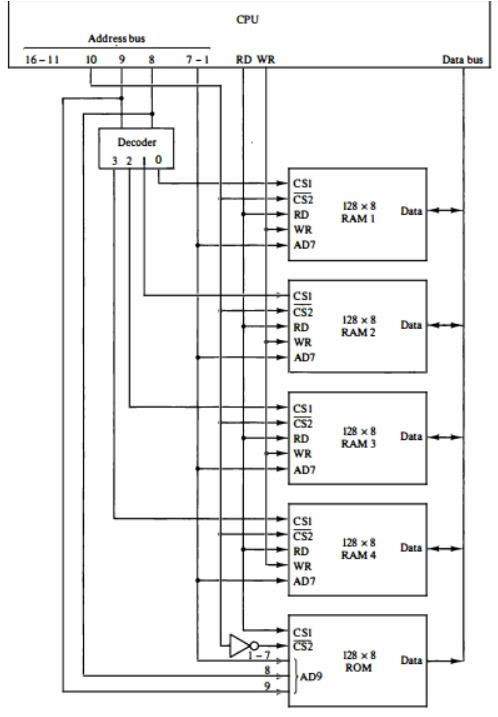 CPU
Address bus
16 – 11 10 9 8 7 – 1 RD WR Data bus
Decoder
3 2 1 0
CS1
CS2
RD
WR
AD7
128 × 8
RAM 1
Data
CS1
CS2
RD
WR
AD7
128 × 8
RAM 2
Data
CS1
CS2
RD
WR
AD7
128 × 8
RAM 3
Data
CS1
CS2
RD
WR
AD7
128 × 8
RAM 4
Data
CS1
CS2
1 – 7
8
9
AD9
128 × 8
ROM
Data